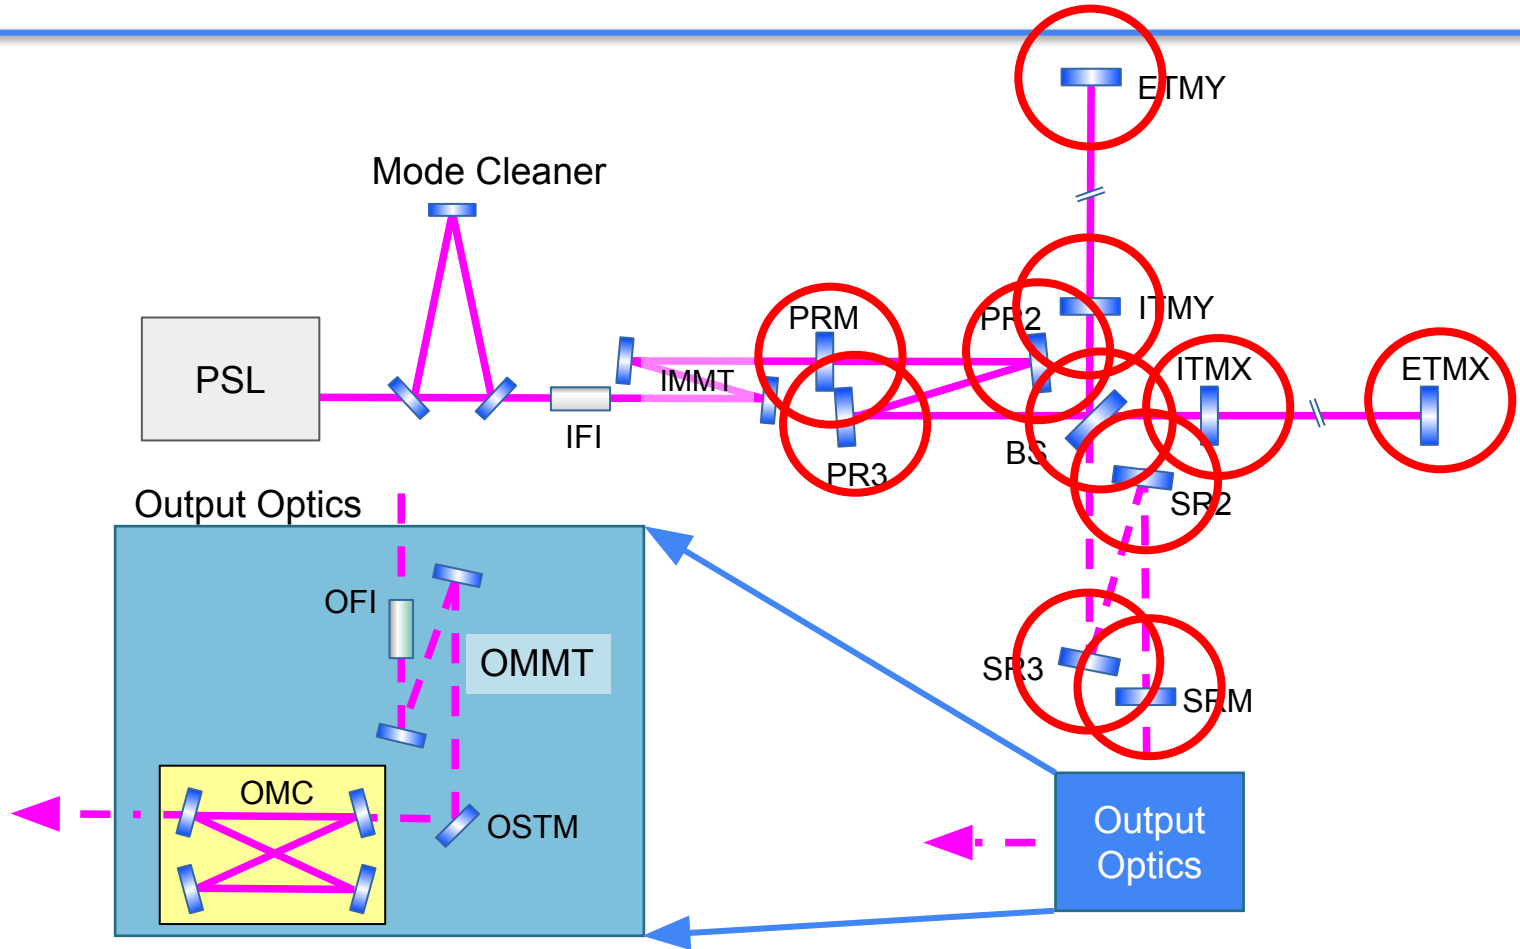 ETMY
Mode Cleaner
PRM
PR2
ITMY
PSL
IMMT
ITMX
ETMX
IFI
BS
PR3
SR2
Output Optics
OFI
OMMT
SR3
SRM
OMC
OSTM
Output
Optics